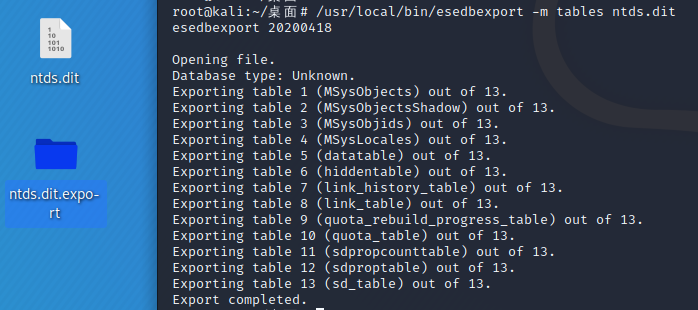 1
10
101
1010
ntds.dit
ntds.dit.expo-
rt
root@kali:~/桌面# /usr/local/bin/esedbexport -m tables ntds.dit
esedbexport 20200418
Opening file.
Database type: Unknown.
Exporting table 1 (MSysObjects) out of 13.
Exporting table 2 (MSysObjectsShadow) out of 13.
Exporting table 3 (MSysObjids) out of 13.
Exporting table 4 (MSysLocales) out of 13.
Exporting table 5 (datatable) out of 13.
Exporting table 6 (hiddentable) out of 13.
Exporting table 7 (link_history_table) out of 13.
Exporting table 8 (link_table) out of 13.
Exporting table 9 (quota_rebuild_progress_table) out of 13.
Exporting table 10 (quota_table) out of 13.
Exporting table 11 (sdpropcounttable) out of 13.
Exporting table 12 (sdproptable) out of 13.
Exporting table 13 (sd_table) out of 13.
Export completed.